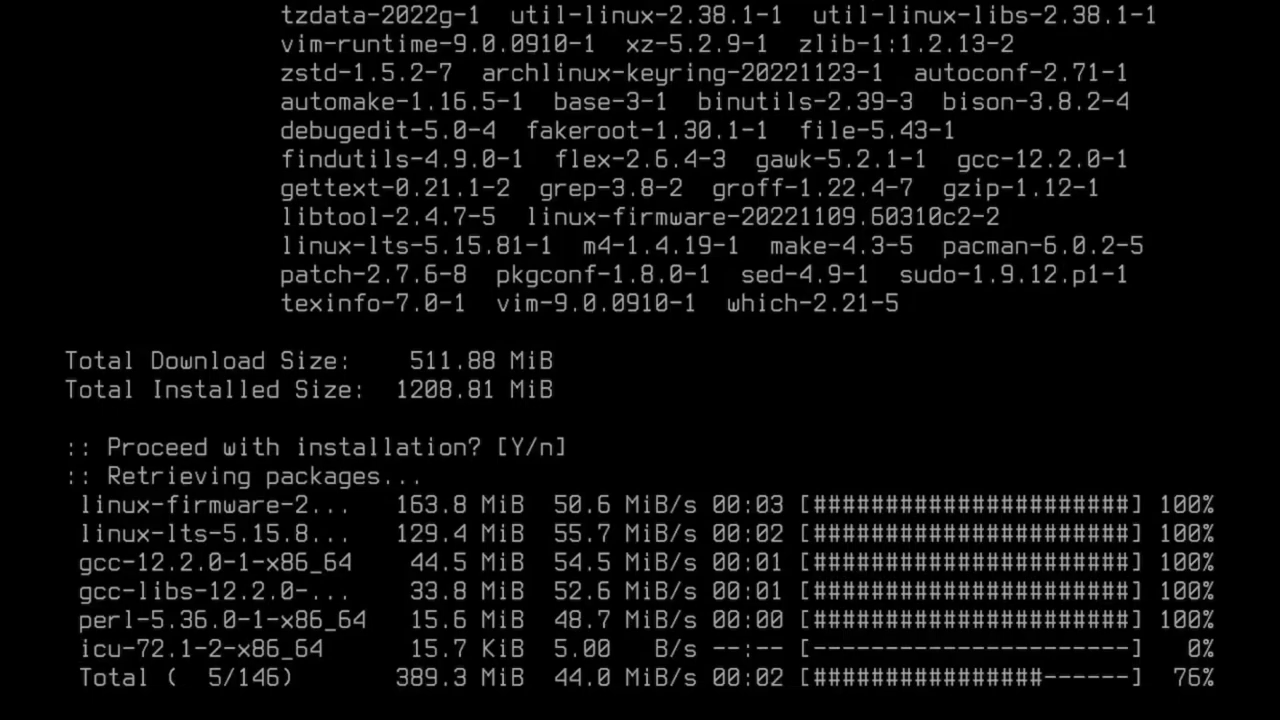 tzdata-2022g-1  util-linux-2.38.1-1  util-linux-libs-2.38.1-1
vim-runtime-9.0.0910-1  xz-5.2.9-1  zlib-1:1.2.13-2
zstd-1.5.2-7  archlinux-keyring-20221123-1  autoconf-2.71-1
automake-1.16.5-1  base-3-1  binutils-2.39-3  bison-3.8.2-4
debugedit-5.0-4  fakeroot-1.30.1-1  file-5.43-1
findutils-4.9.0-1  flex-2.6.4-3  gawk-5.2.1-1  gcc-12.2.0-1
gettext-0.21.1-2  grep-3.8-2  groff-1.22.4-7  gzip-1.12-1
libtool-2.4.7-5  linux-firmware-20221109.60310c2-2
linux-lts-5.15.81-1  m4-1.4.19-1  make-4.3-5  pacman-6.0.2-5
patch-2.7.6-8  pkgconf-1.8.0-1  sed-4.9-1  sudo-1.9.12.p1-1
texinfo-7.0-1  vim-9.0.0910-1  which-2.21-5
Total Download Size:    511.88 MiB
Total Installed Size:  1208.81 MiB
:: Proceed with installation? [Y/n]
:: Retrieving packages...
linux-firmware-2...   163.8 MiB  50.6 MiB/s 00:03 [######################] 100%
linux-lts-5.15.8...   129.4 MiB  55.7 MiB/s 00:02 [######################] 100%
gcc-12.2.0-1-x86_64    44.5 MiB  54.5 MiB/s 00:01 [######################] 100%
gcc-libs-12.2.0-...    33.8 MiB  52.6 MiB/s 00:01 [######################] 100%
perl-5.36.0-1-x86_64   15.6 MiB  48.7 MiB/s 00:00 [######################] 100%
icu-72.1-2-x86_64      15.7 KiB  5.00   B/s --:-- [----------------------]   0%
Total (  5/146)       389.3 MiB  44.0 MiB/s 00:02 [################------]  76%